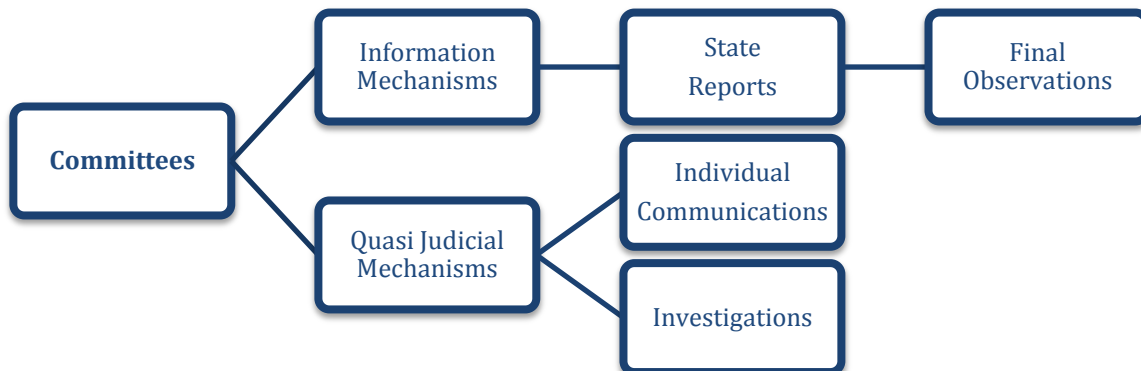 Committees
Information
Mechanisms
State
Reports
Final
Observations
Quasi Judicial
Mechanisms
Individual
Communications
Investigations